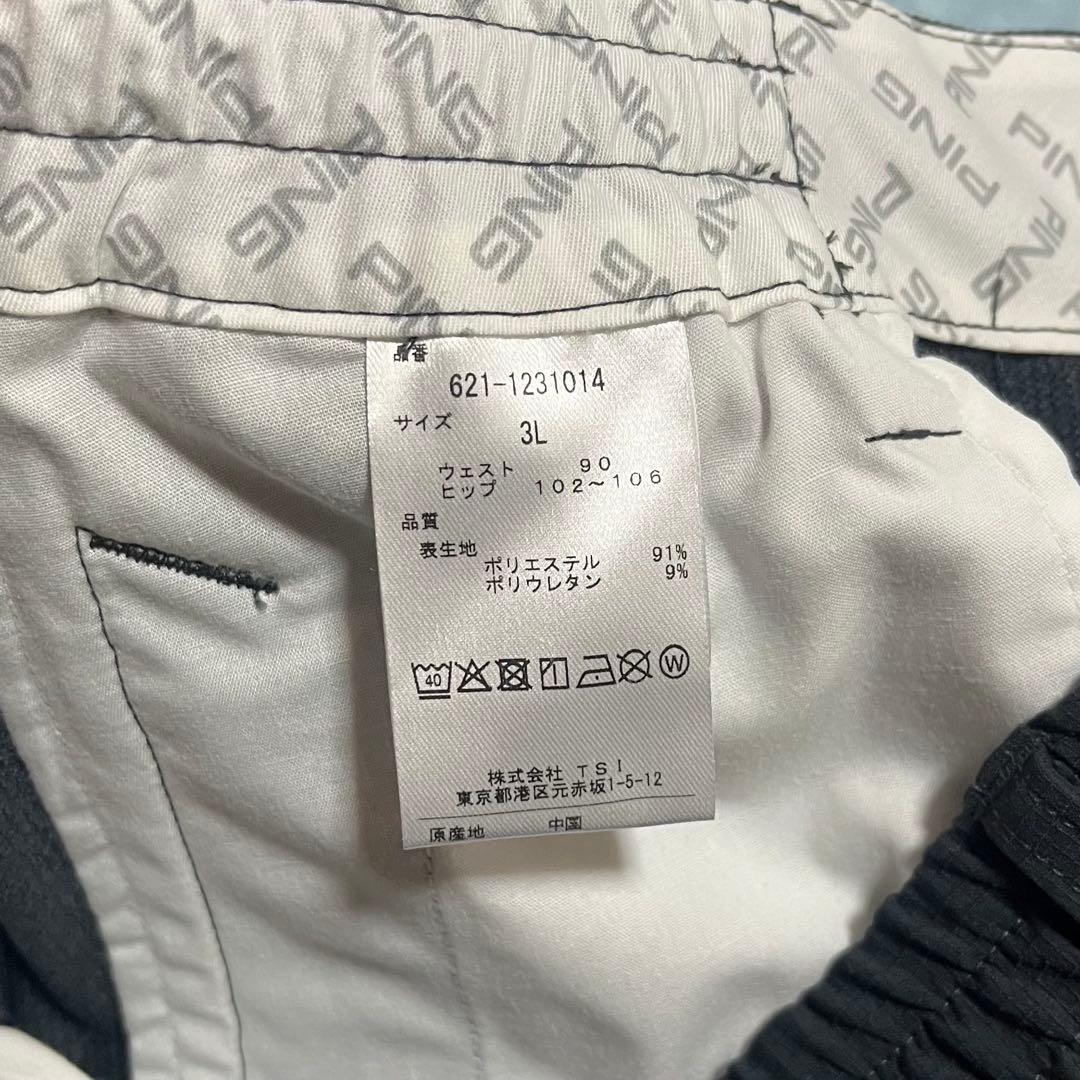 PING PING PING PING PING
品番
621-1231014
サイズ
3L
ウェスト 90
ヒップ 102～106
品質
表生地
ポリエステル 91%
ポリウレタン 9%
40
W
株式会社 TSI
東京都港区元赤坂1-5-12
原産地 中国